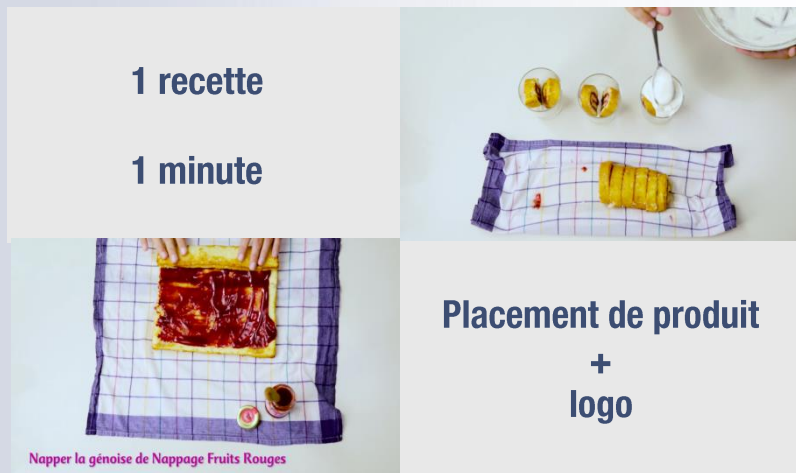 1 recette
1 minute
Napper la génoise de Nappage Fruits Rouges
Placement de produit
+
logo